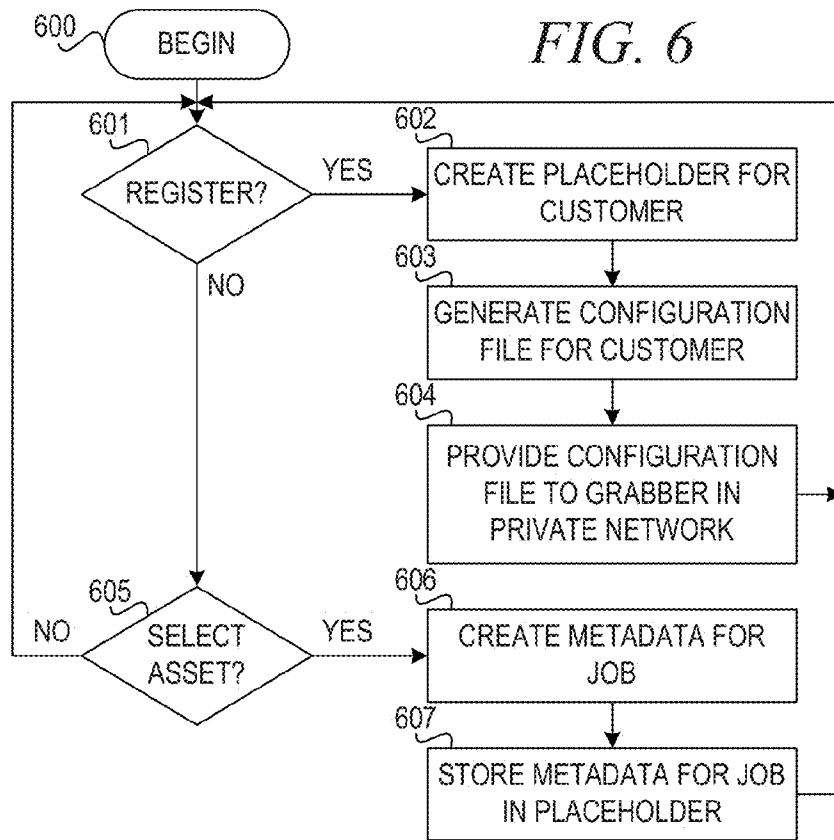 600
BEGIN
FIG. 6
601
REGISTER?
YES
NO
602
CREATE PLACEHOLDER FOR
CUSTOMER
603
GENERATE CONFIGURATION
FILE FOR CUSTOMER
604
PROVIDE CONFIGURATION
FILE TO GRABBER IN
PRIVATE NETWORK
605
NO
SELECT
ASSET?
YES
606
CREATE METADATA FOR
JOB
607
STORE METADATA FOR JOB
IN PLACEHOLDER